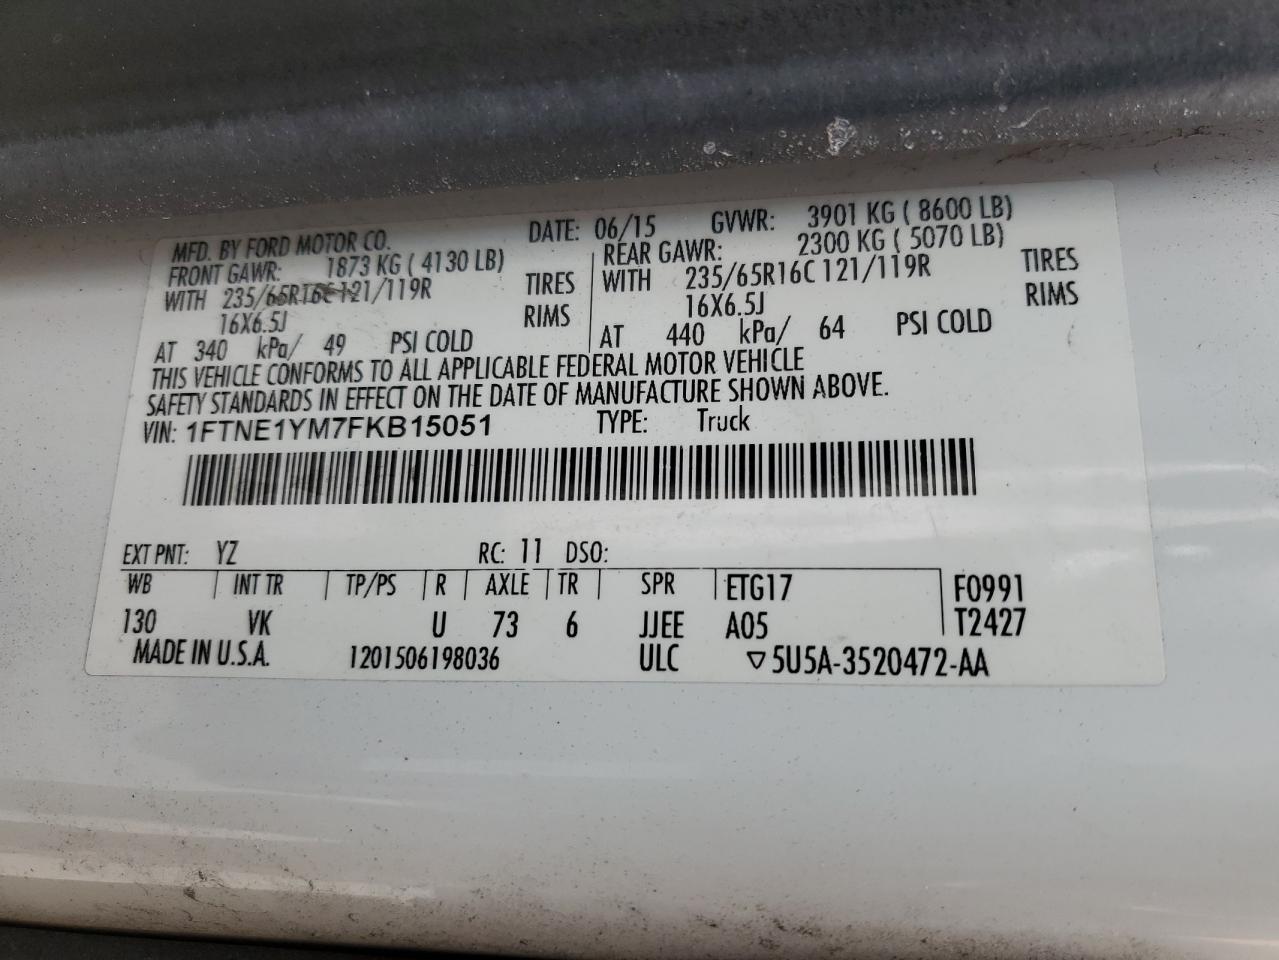 MFD. BY FORD MOTOR CO. DATE: 06/15 GVWR: 3901 KG ( 8600 LB)
FRONT GAWR: 1873 KG ( 4130 LB) REAR GAWR: 2300 KG ( 5070 LB)
WITH 235/65R16C 121/119R TIRES WITH 235/65R16C 121/119R TIRES
16X6.5J RIMS 16X6.5J RIMS
AT 340 kPa/ 49 PSI COLD AT 440 kPa/ 64 PSI COLD
THIS VEHICLE CONFORMS TO ALL APPLICABLE FEDERAL MOTOR VEHICLE
SAFETY STANDARDS IN EFFECT ON THE DATE OF MANUFACTURE SHOWN ABOVE.
VIN: 1FTNE1YM7FKB15051 TYPE: Truck
EXT PNT: YZ RC: 11 DSO:
WB INT TR TP/PS R AXLE TR SPR ETG17 F0991
130 VK U 73 6 JJEE A05 T2427
MADE IN U.S.A. 1201506198036 ULC ▽5U5A-3520472-AA